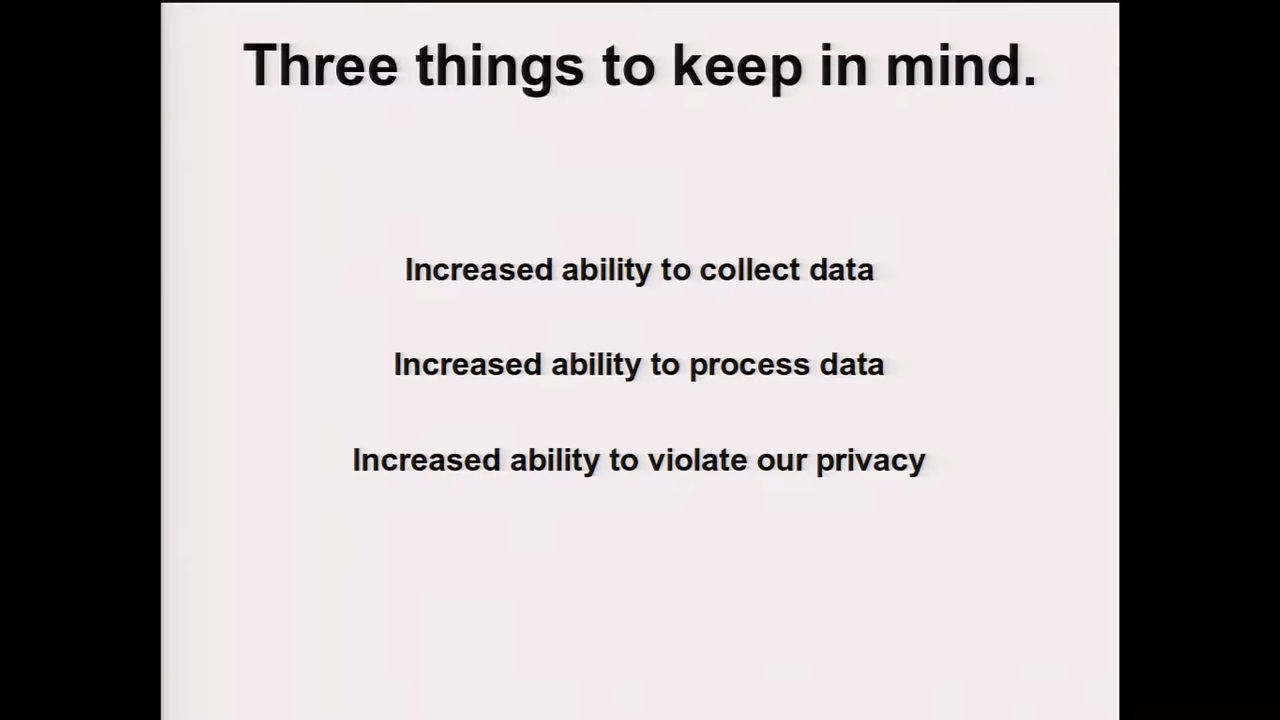 Three things to keep in mind.
Increased ability to collect data
Increased ability to process data
Increased ability to violate our privacy